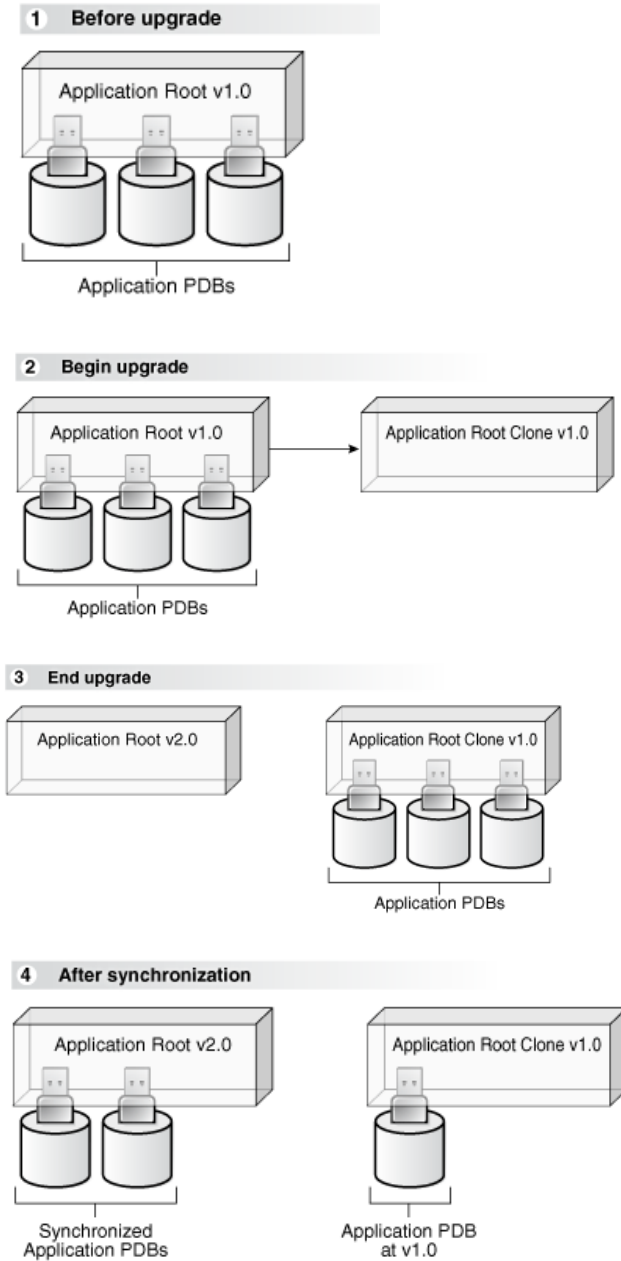 1 Before upgrade
Application Root v1.0
Application PDBs
2 Begin upgrade
Application Root v1.0
Application Root Clone v1.0
Application PDBs
3 End upgrade
Application Root v2.0
Application Root Clone v1.0
Application PDBs
4 After synchronization
Application Root v2.0
Application Root Clone v1.0
Synchronized
Application PDBs
Application PDB
at v1.0